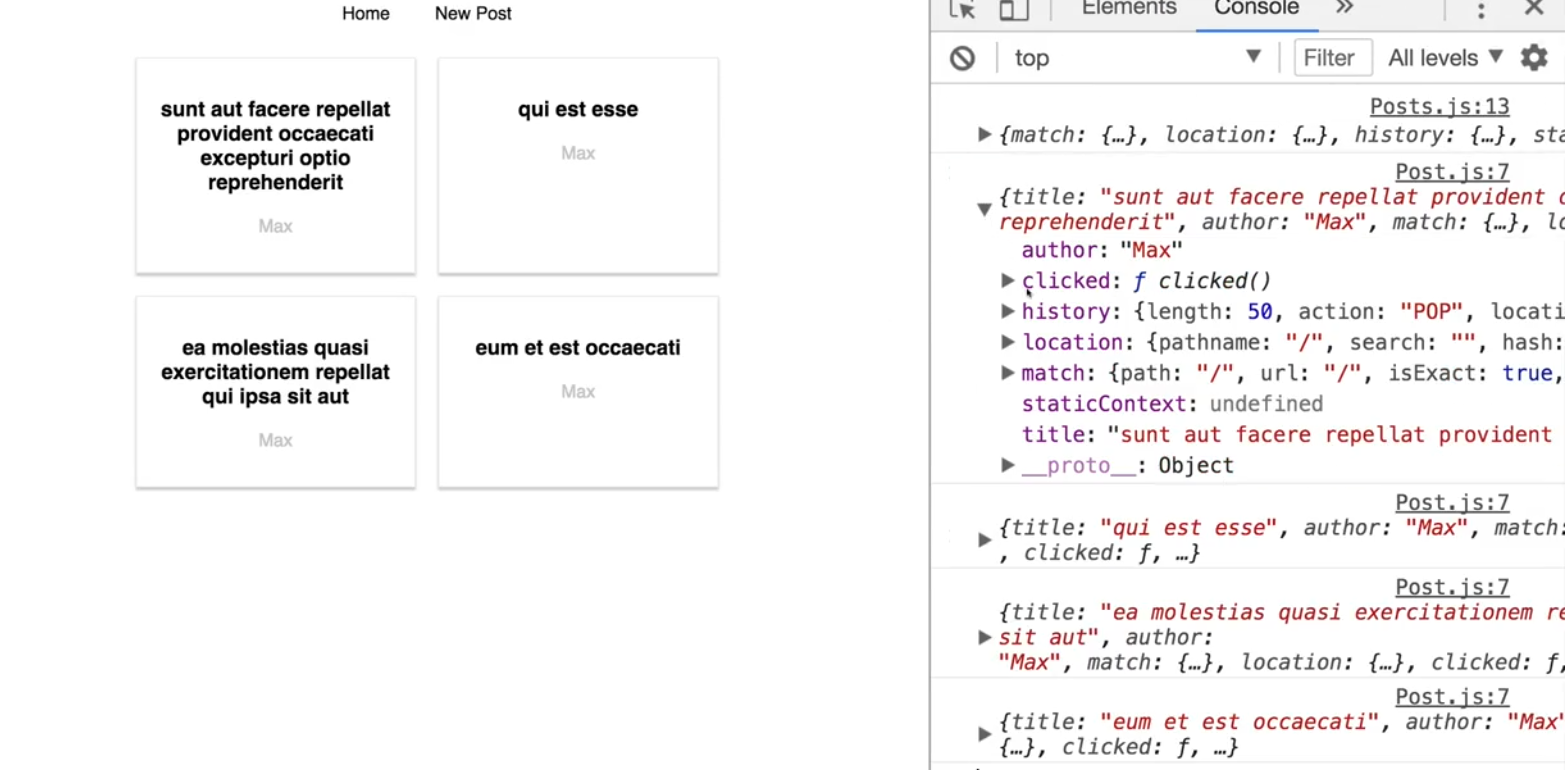 Home New Post
sunt aut facere repellat
provident occaecati
excepturi optio
reprehenderit
Max
qui est esse
Max
ea molestias quasi
exercitationem repellat
qui ipsa sit aut
Max
eum et est occaecati
Max
Elements Console »
top Filter All levels
Posts.js:13
{match: {…}, location: {…}, history: {…}, sta
Post.js:7
{title: "sunt aut facere repellat provident o
reprehenderit", author: "Max", match: {…}, lo
author: "Max"
clicked: ƒ clicked()
history: {length: 50, action: "POP", locati
location: {pathname: "/", search: "", hash:
match: {path: "/", url: "/", isExact: true,
staticContext: undefined
title: "sunt aut facere repellat provident
__proto__: Object
Post.js:7
{title: "qui est esse", author: "Max", match:
, clicked: ƒ, …}
Post.js:7
{title: "ea molestias quasi exercitationem re
sit aut", author:
"Max", match: {…}, location: {…}, clicked: ƒ,
Post.js:7
{title: "eum et est occaecati", author: "Max"
{…}, clicked: ƒ, …}